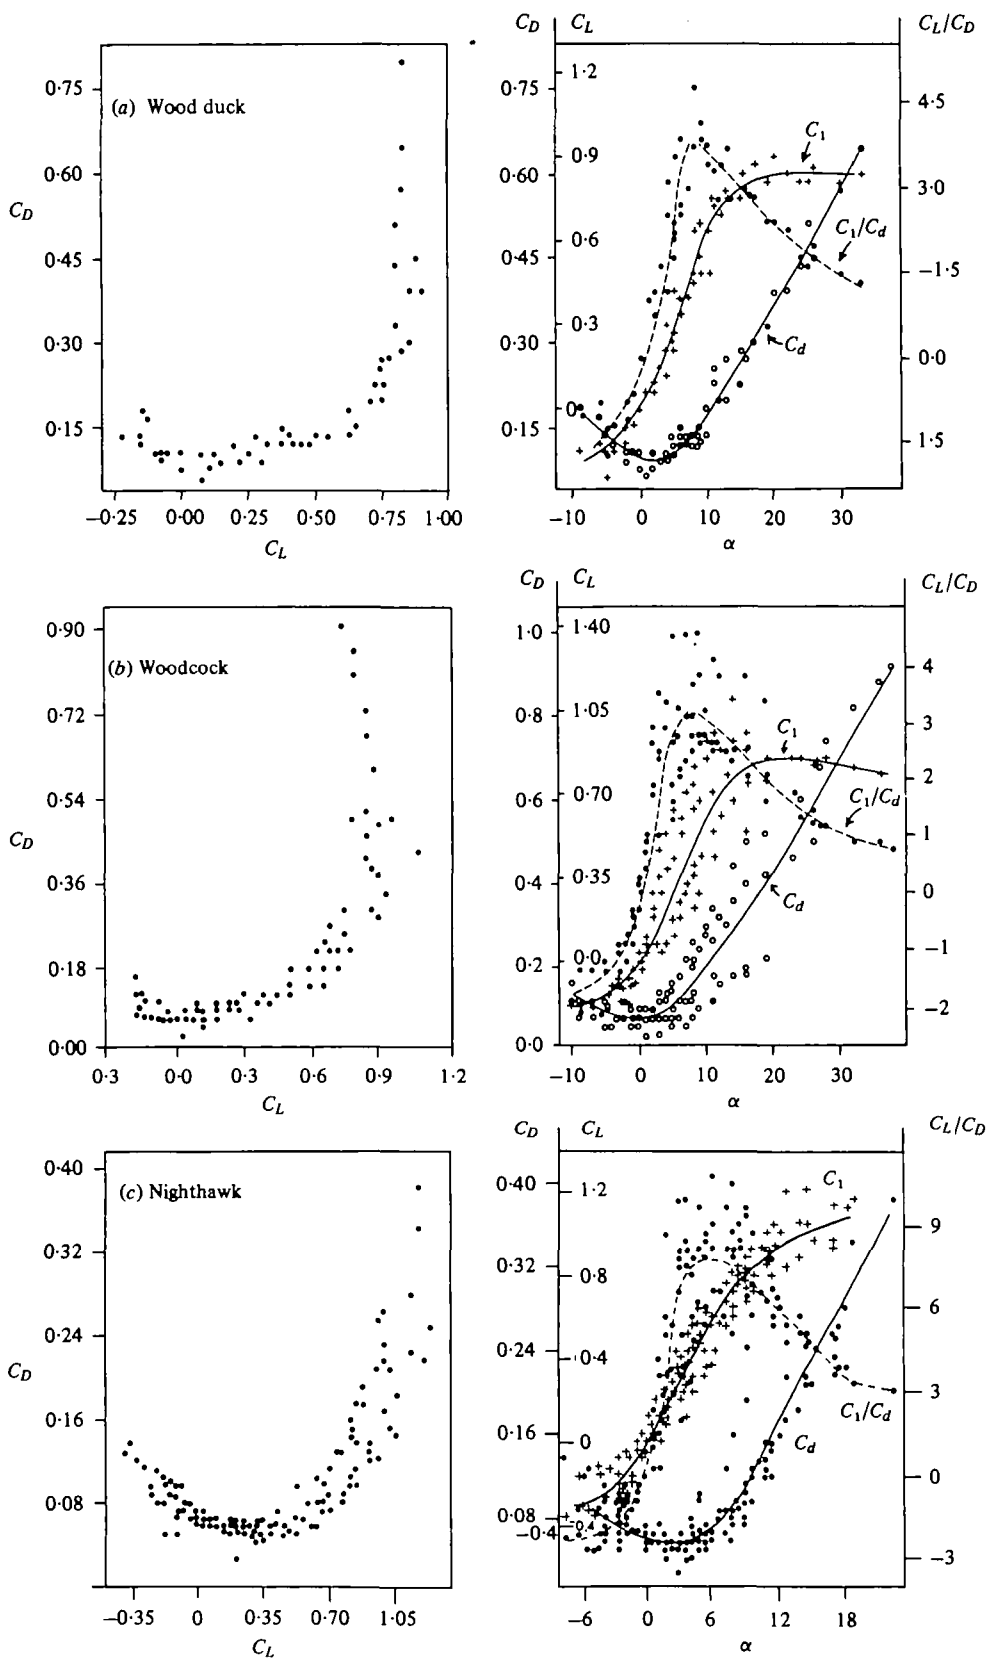 C_D C_L C_L/C_D
0·75
0·60
0·45
0·30
0·15
C_D
(a) Wood duck
−0·25 0·00 0·25 0·50 0·75 1·00
C_L
0·75
0·60
0·45
0·30
0·15
1·2
0·9
0·6
0·3
0
C_1
C_1/C_d
C_d
4·5
3·0
−1·5
0·0
1·5
−10 0 10 20 30
α
C_D C_L C_L/C_D
0·90
0·72
0·54
0·36
0·18
0·00
C_D
(b) Woodcock
0·3 0·0 0·3 0·6 0·9 1·2
C_L
1·0
0·8
0·6
0·4
0·2
0·0
1·40
1·05
0·70
0·35
0·0
C_1
C_1/C_d
C_d
4
3
2
1
0
−1
−2
−10 0 10 20 30
α
C_D C_L C_L/C_D
0·40
0·32
0·24
0·16
0·08
C_D
(c) Nighthawk
−0·35 0 0·35 0·70 1·05
C_L
0·40
0·32
0·24
0·16
0·08
−0·4
1·2
0·8
0·4
0
−0·4
C_1
C_1/C_d
C_d
9
6
3
0
−3
−6 0 6 12 18
α